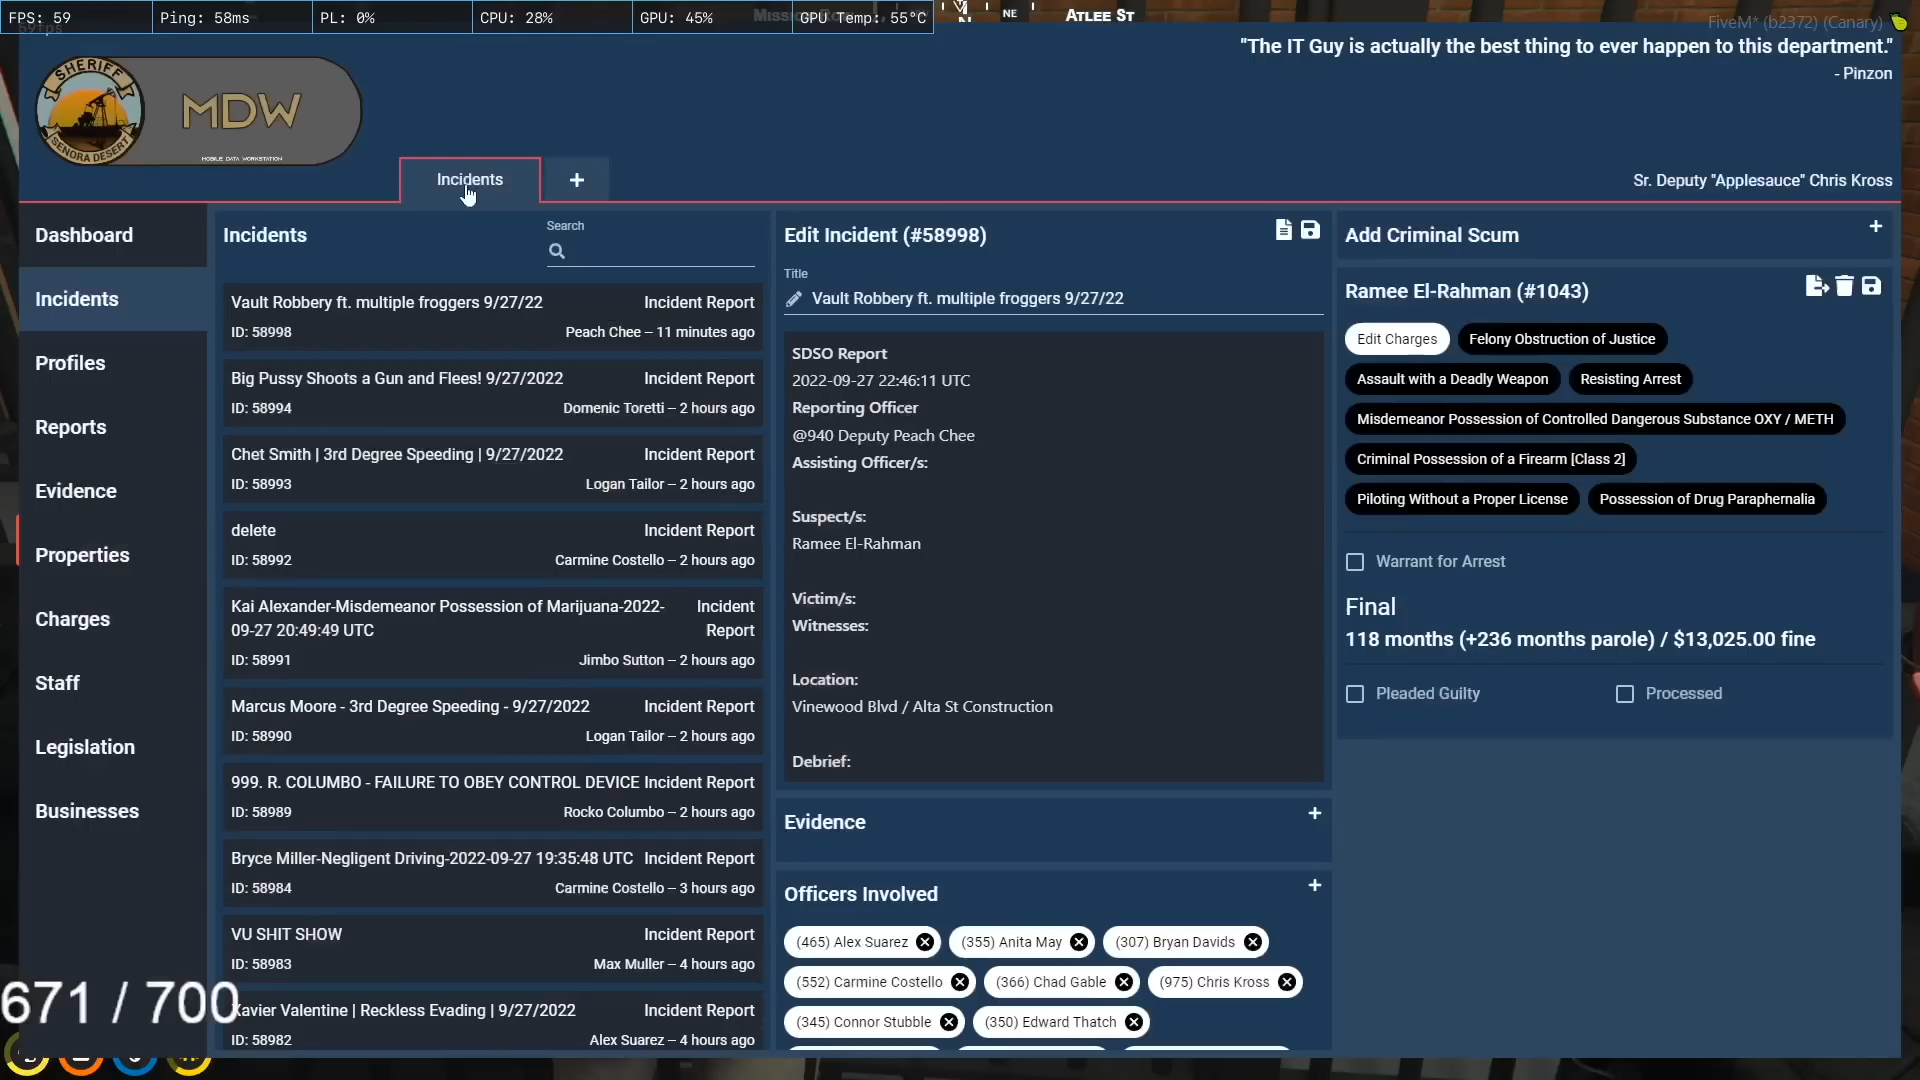 FPS: 59
Ping: 58ms
PL: 0%
CPU: 28%
GPU: 45%
GPU Temp: 55°C
N
NE
Atlee St
FiveM* (b2372) (Canary)
"The IT Guy is actually the best thing to ever happen to this department."
- Pinzon
SHERIFF
SENORA DESERT
MDW
MOBILE DATA WORKSTATION
Incidents
+
Sr. Deputy "Applesauce" Chris Kross
Dashboard
Incidents
Profiles
Reports
Evidence
Properties
Charges
Staff
Legislation
Businesses
Incidents
Search
Vault Robbery ft. multiple froggers 9/27/22 Incident Report
ID: 58998 Peach Chee – 11 minutes ago
Big Pussy Shoots a Gun and Flees! 9/27/2022 Incident Report
ID: 58994 Domenic Toretti – 2 hours ago
Chet Smith | 3rd Degree Speeding | 9/27/2022 Incident Report
ID: 58993 Logan Tailor – 2 hours ago
delete Incident Report
ID: 58992 Carmine Costello – 2 hours ago
Kai Alexander-Misdemeanor Possession of Marijuana-2022- Incident
09-27 20:49:49 UTC Report
ID: 58991 Jimbo Sutton – 2 hours ago
Marcus Moore - 3rd Degree Speeding - 9/27/2022 Incident Report
ID: 58990 Logan Tailor – 2 hours ago
999. R. COLUMBO - FAILURE TO OBEY CONTROL DEVICE Incident Report
ID: 58989 Rocko Columbo – 2 hours ago
Bryce Miller-Negligent Driving-2022-09-27 19:35:48 UTC Incident Report
ID: 58984 Carmine Costello – 3 hours ago
VU SHIT SHOW Incident Report
ID: 58983 Max Muller – 4 hours ago
Xavier Valentine | Reckless Evading | 9/27/2022 Incident Report
ID: 58982 Alex Suarez – 4 hours ago
671 / 700
Edit Incident (#58998)
Title
Vault Robbery ft. multiple froggers 9/27/22
SDSO Report
2022-09-27 22:46:11 UTC
Reporting Officer
@940 Deputy Peach Chee
Assisting Officer/s:
Suspect/s:
Ramee El-Rahman
Victim/s:
Witnesses:
Location:
Vinewood Blvd / Alta St Construction
Debrief:
Evidence +
Officers Involved +
(465) Alex Suarez (355) Anita May (307) Bryan Davids
(552) Carmine Costello (366) Chad Gable (975) Chris Kross
(345) Connor Stubble (350) Edward Thatch
Add Criminal Scum +
Ramee El-Rahman (#1043)
Edit Charges Felony Obstruction of Justice
Assault with a Deadly Weapon Resisting Arrest
Misdemeanor Possession of Controlled Dangerous Substance OXY / METH
Criminal Possession of a Firearm [Class 2]
Piloting Without a Proper License Possession of Drug Paraphernalia
Warrant for Arrest
Final
118 months (+236 months parole) / $13,025.00 fine
Pleaded Guilty Processed